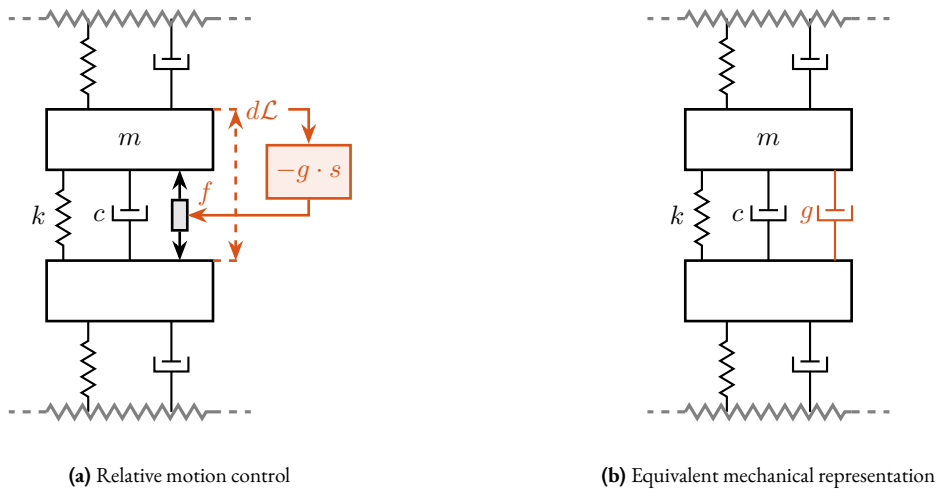 dℒ
m
−g · s
f
k
c
(a) Relative motion control
m
k
c
g
(b) Equivalent mechanical representation